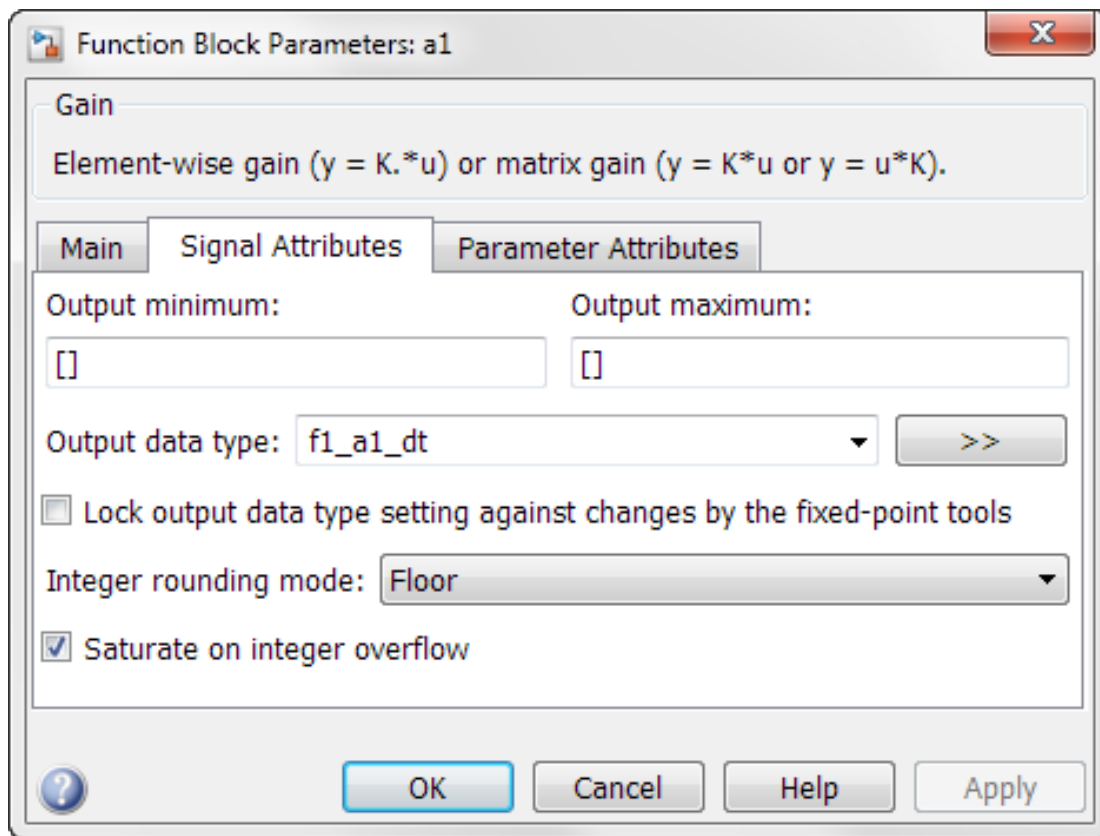 Function Block Parameters: a1
x
Gain
Element-wise gain (y = K.*u) or matrix gain (y = K*u or y = u*K).
Main Signal Attributes Parameter Attributes
Output minimum: Output maximum:
[] []
Output data type: f1_a1_dt >>
Lock output data type setting against changes by the fixed-point tools
Integer rounding mode: Floor
Saturate on integer overflow
? OK Cancel Help Apply